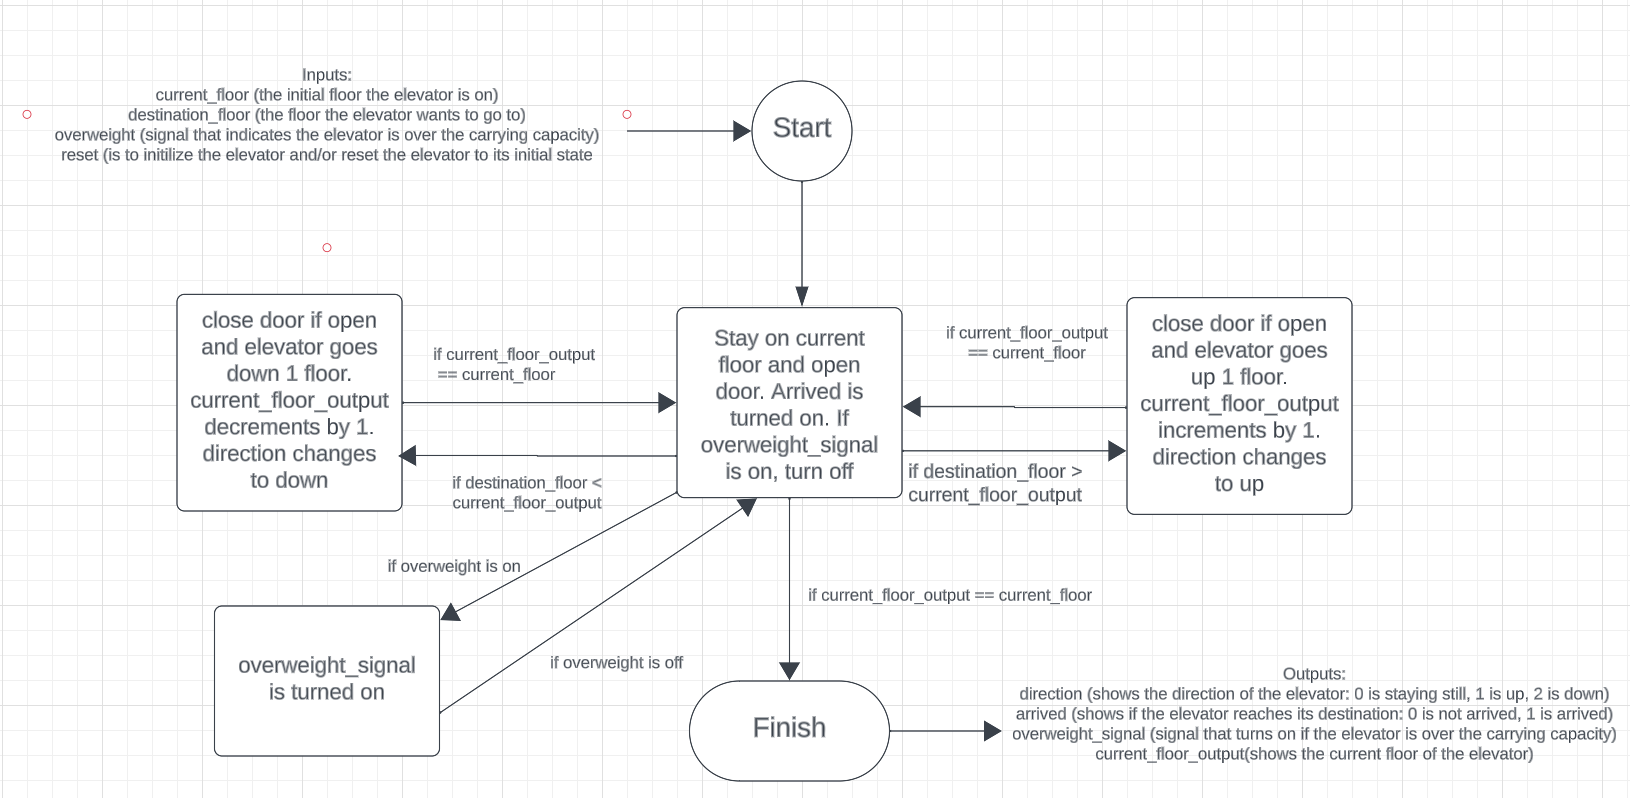 Inputs:
current_floor (the initial floor the elevator is on)
destination_floor (the floor the elevator wants to go to)
overweight (signal that indicates the elevator is over the carrying capacity)
reset (is to initilize the elevator and/or reset the elevator to its initial state
Start
close door if open
and elevator goes
down 1 floor.
current_floor_output
decrements by 1.
direction changes
to down
if current_floor_output
== current_floor
if destination_floor <
current_floor_output
Stay on current
floor and open
door. Arrived is
turned on. If
overweight_signal
is on, turn off
if current_floor_output
== current_floor
if destination_floor >
current_floor_output
close door if open
and elevator goes
up 1 floor.
current_floor_output
increments by 1.
direction changes
to up
if overweight is on
overweight_signal
is turned on
if overweight is off
if current_floor_output == current_floor
Finish
Outputs:
direction (shows the direction of the elevator: 0 is staying still, 1 is up, 2 is down)
arrived (shows if the elevator reaches its destination: 0 is not arrived, 1 is arrived)
overweight_signal (signal that turns on if the elevator is over the carrying capacity)
current_floor_output(shows the current floor of the elevator)